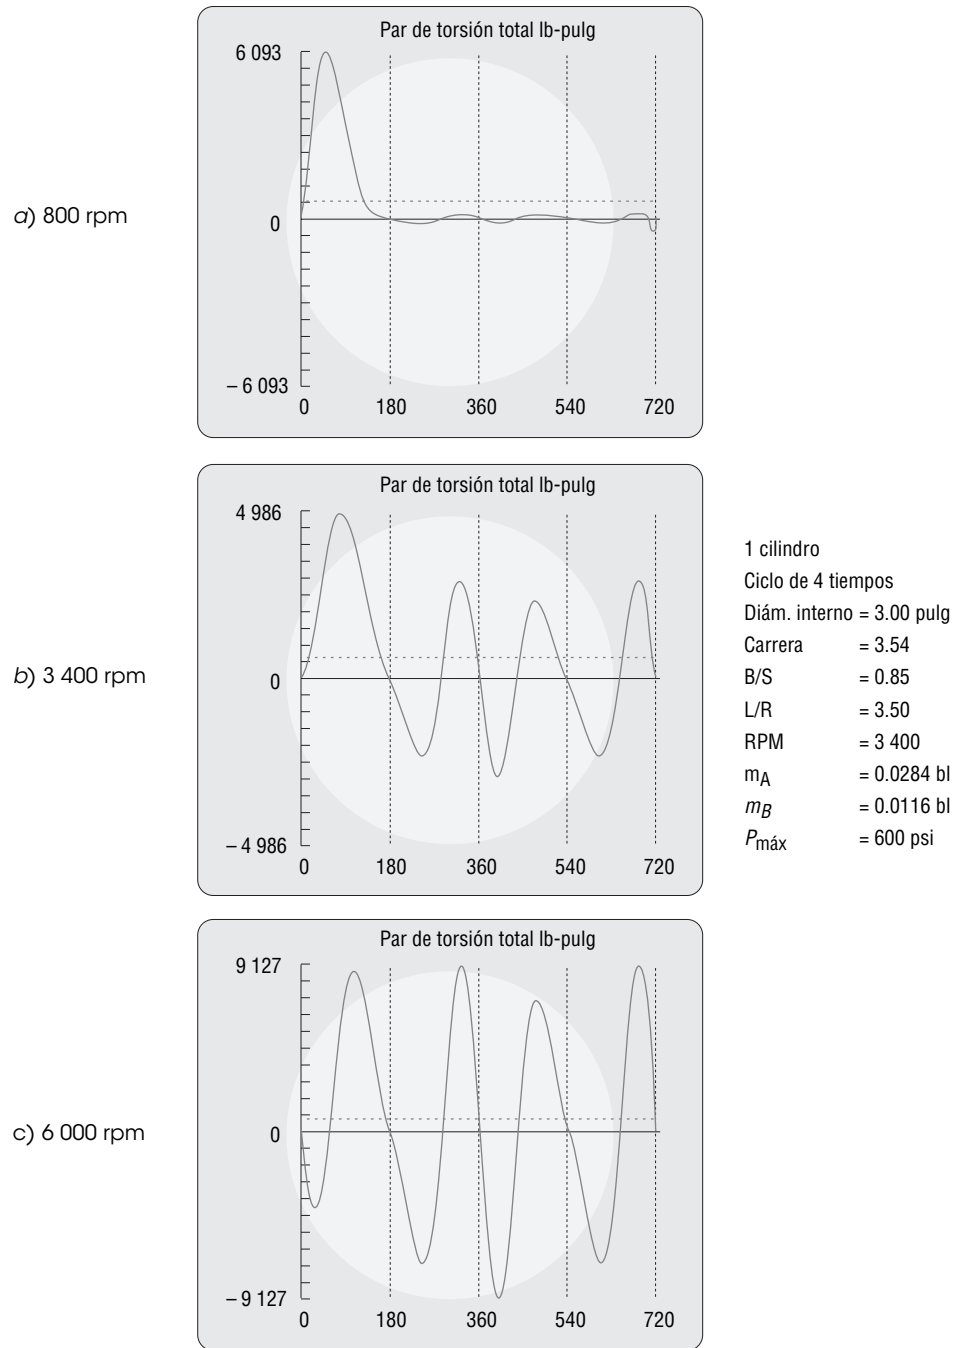 a) 800 rpm
Par de torsión total lb-pulg
6 093
0
– 6 093
0 180 360 540 720
b) 3 400 rpm
Par de torsión total lb-pulg
4 986
0
– 4 986
0 180 360 540 720
1 cilindro
Ciclo de 4 tiempos
Diám. interno = 3.00 pulg
Carrera = 3.54
B/S = 0.85
L/R = 3.50
RPM = 3 400
mA = 0.0284 bl
mB = 0.0116 bl
Pmáx = 600 psi
c) 6 000 rpm
Par de torsión total lb-pulg
9 127
0
– 9 127
0 180 360 540 720